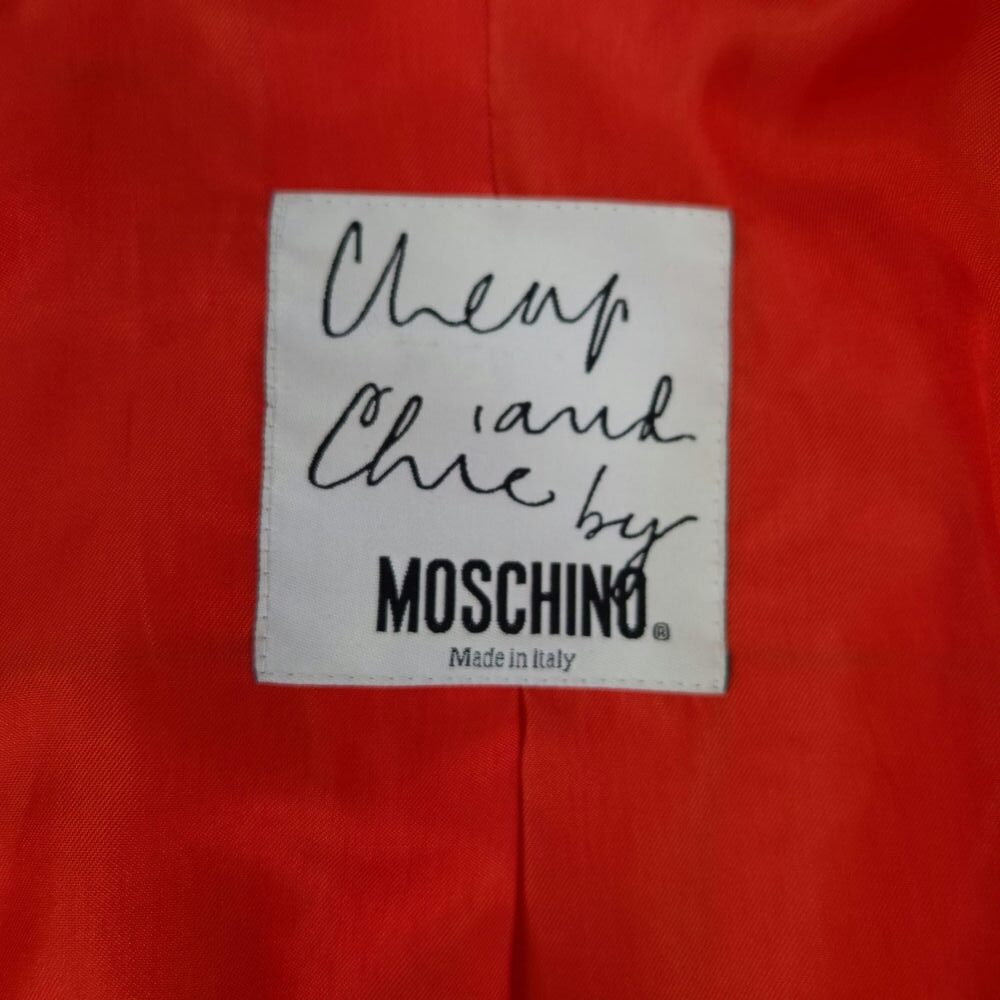 Cheap
and
Chic by
MOSCHINO®
Made in Italy